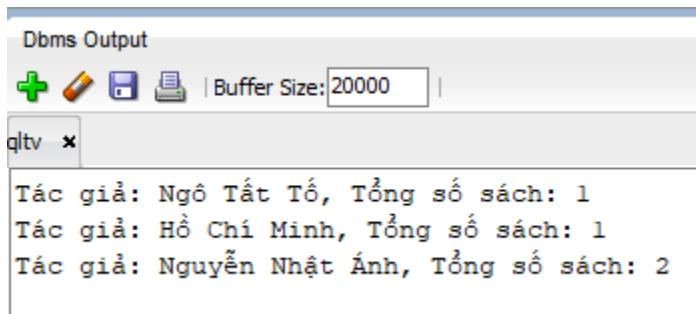 Dbms Output
Buffer Size: 20000
qltv
Tác giả: Ngô Tất Tố, Tổng số sách: 1
Tác giả: Hồ Chí Minh, Tổng số sách: 1
Tác giả: Nguyễn Nhật Ánh, Tổng số sách: 2